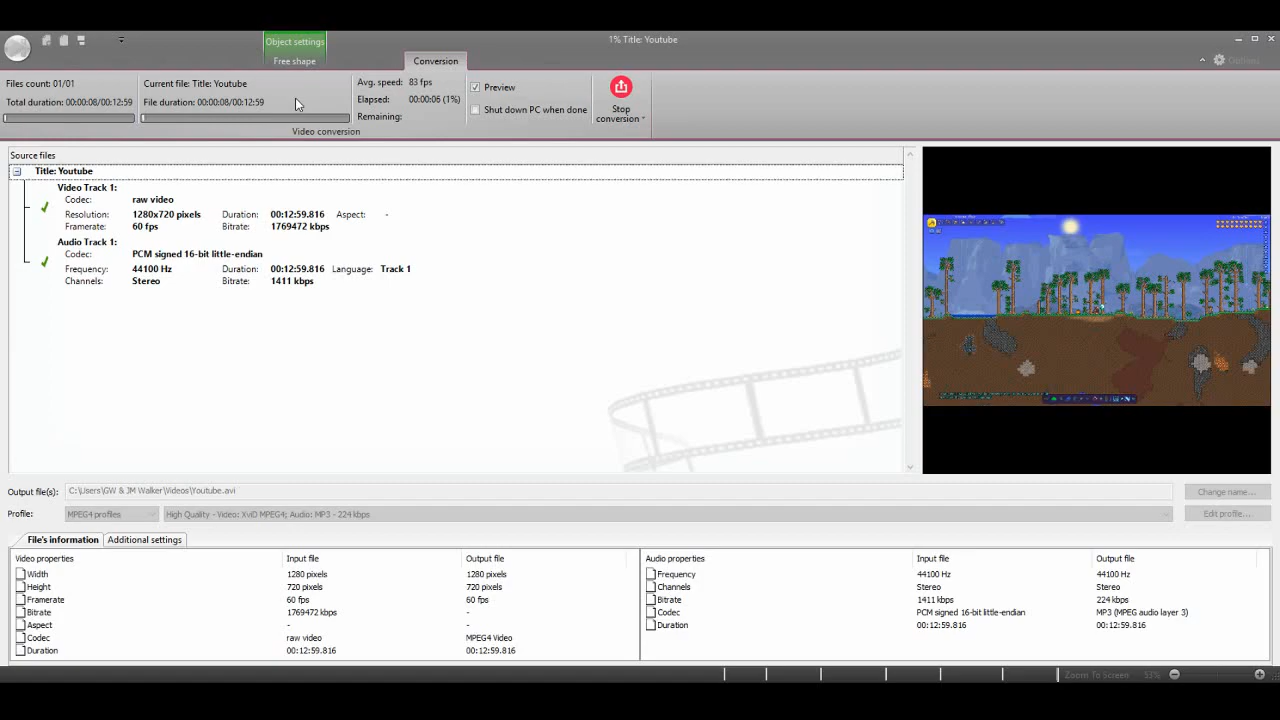 1% Title: Youtube
Object settings
Free shape
Conversion
Options
Files count: 01/01
Total duration: 00:00:08/00:12:59
Current file: Title: Youtube
File duration: 00:00:08/00:12:59
Avg. speed: 83 fps
Elapsed: 00:00:06 (1%)
Remaining:
Preview
Shut down PC when done
Stop
conversion
Video conversion
Source files
Title: Youtube
Video Track 1:
Codec: raw video
Resolution: 1280x720 pixels Duration: 00:12:59.816 Aspect: -
Framerate: 60 fps Bitrate: 1769472 kbps
Audio Track 1:
Codec: PCM signed 16-bit little-endian
Frequency: 44100 Hz Duration: 00:12:59.816 Language: Track 1
Channels: Stereo Bitrate: 1411 kbps
Output file(s): C:\Users\GW & JM Walker\Videos\Youtube.avi Change name...
Profile: MPEG4 profiles High Quality - Video: XviD MPEG4; Audio: MP3 - 224 kbps Edit profile...
File's information Additional settings
Video properties Input file Output file
Width 1280 pixels 1280 pixels
Height 720 pixels 720 pixels
Framerate 60 fps 60 fps
Bitrate 1769472 kbps -
Aspect - -
Codec raw video MPEG4 Video
Duration 00:12:59.816 00:12:59.816
Audio properties Input file Output file
Frequency 44100 Hz 44100 Hz
Channels Stereo Stereo
Bitrate 1411 kbps 224 kbps
Codec PCM signed 16-bit little-endian MP3 (MPEG audio layer 3)
Duration 00:12:59.816 00:12:59.816
Zoom To Screen 53%